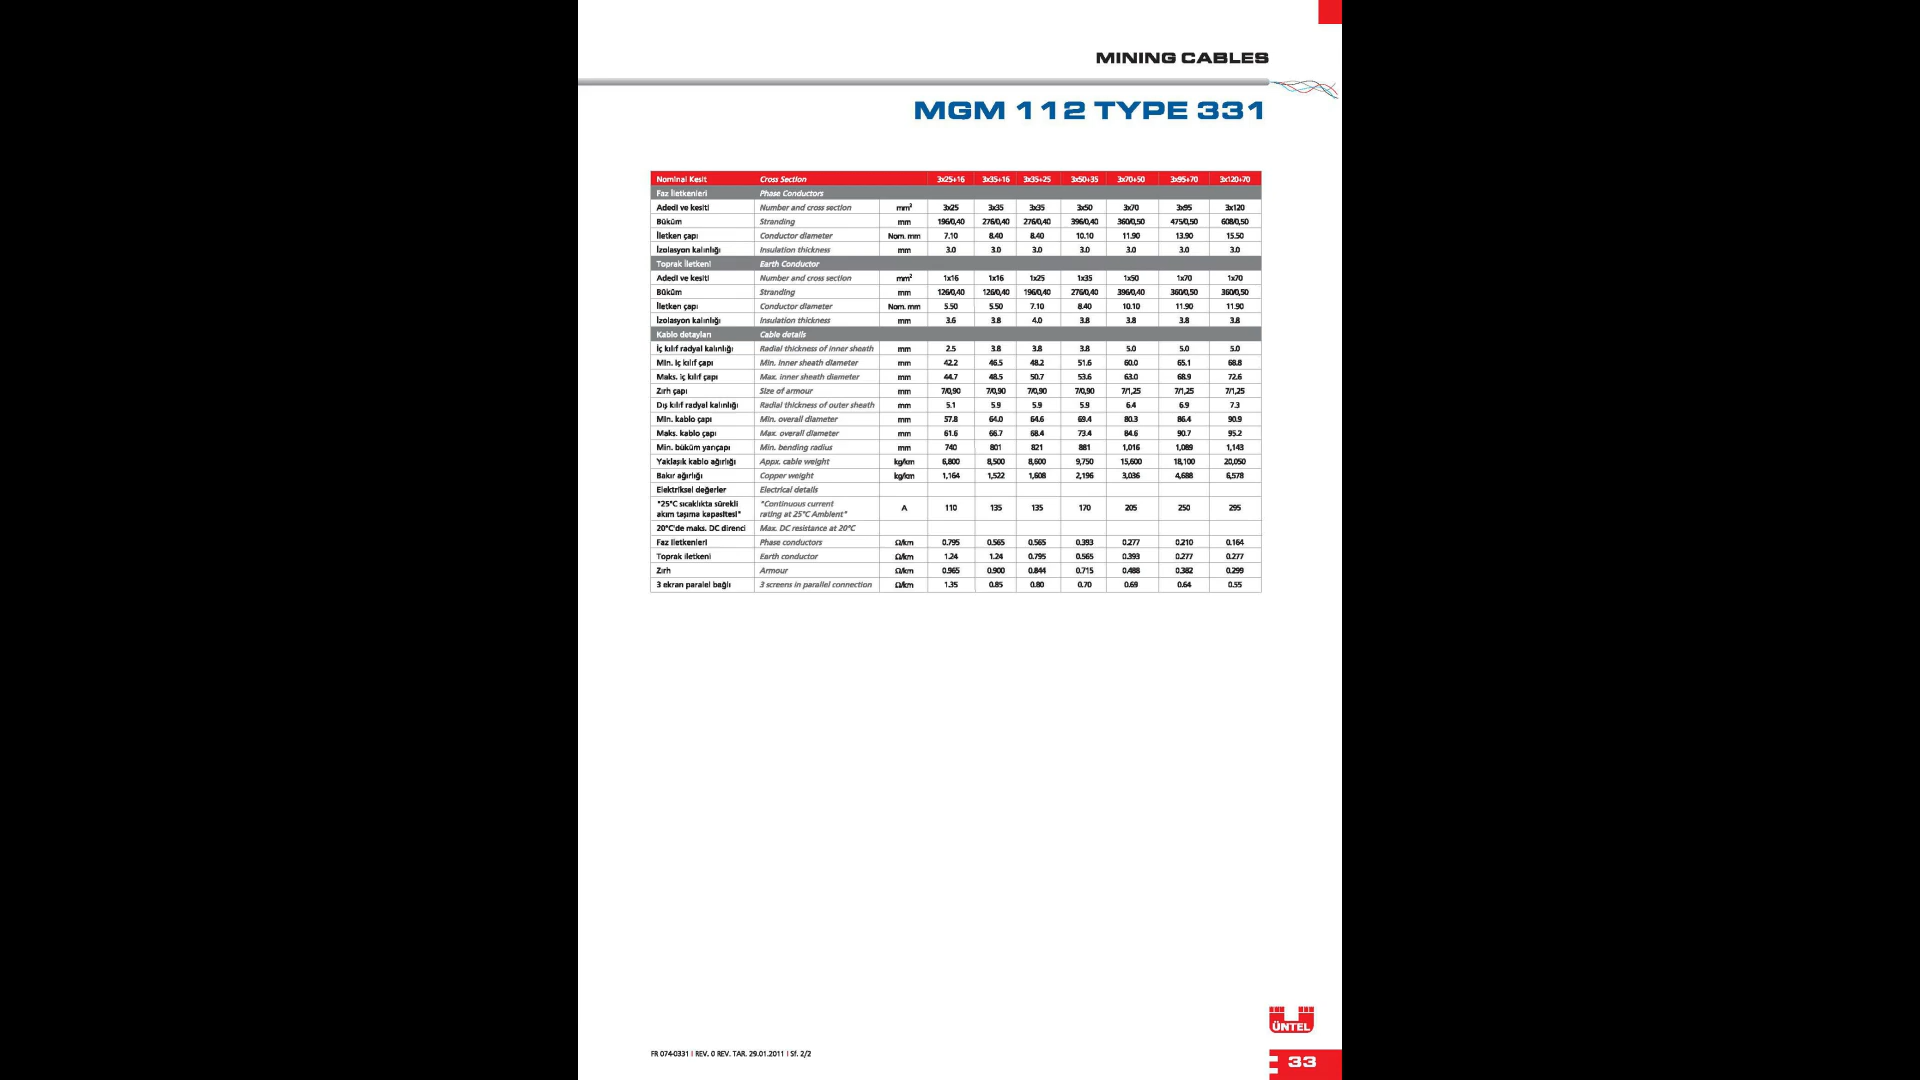 MINING CABLES
MGM 112 TYPE 331
Nominal Kesit Cross Section 3x25+16 3x35+16 3x35+25 3x50+35 3x70+50 3x95+70 3x120+70
Faz İletkenleri Phase Conductors
Adedi ve kesiti Number and cross section mm² 3x25 3x35 3x35 3x50 3x70 3x95 3x120
Büküm Stranding mm 196/0,40 276/0,40 276/0,40 396/0,40 360/0,50 475/0,50 608/0,50
İletken çapı Conductor diameter Nom. mm 7.10 8.40 8.40 10.10 11.90 13.90 15.50
İzolasyon kalınlığı Insulation thickness mm 3.0 3.0 3.0 3.0 3.0 3.0 3.0
Toprak İletkeni Earth Conductor
Adedi ve kesiti Number and cross section mm² 1x16 1x16 1x25 1x35 1x50 1x70 1x70
Büküm Stranding mm 126/0,40 126/0,40 196/0,40 276/0,40 396/0,40 360/0,50 360/0,50
İletken çapı Conductor diameter Nom. mm 5.50 5.50 7.10 8.40 10.10 11.90 11.90
İzolasyon kalınlığı Insulation thickness mm 3.6 3.8 4.0 3.8 3.8 3.8 3.8
Kablo detayları Cable details
İç kılıf radyal kalınlığı Radial thickness of inner sheath mm 2.5 3.8 3.8 3.8 5.0 5.0 5.0
Min. iç kılıf çapı Min. inner sheath diameter mm 42.2 46.5 48.2 51.6 60.0 65.1 68.8
Maks. iç kılıf çapı Max. inner sheath diameter mm 44.7 48.5 50.7 53.6 63.0 68.9 72.6
Zırh çapı Size of armour mm 7/0,90 7/0,90 7/0,90 7/0,90 7/1,25 7/1,25 7/1,25
Dış kılıf radyal kalınlığı Radial thickness of outer sheath mm 5.1 5.9 5.9 5.9 6.4 6.9 7.3
Min. kablo çapı Min. overall diameter mm 57.8 64.0 64.6 69.4 80.3 86.4 90.9
Maks. kablo çapı Max. overall diameter mm 61.6 66.7 68.4 73.4 84.6 90.7 95.2
Min. büküm yarıçapı Min. bending radius mm 740 801 821 881 1,016 1,089 1,143
Yaklaşık kablo ağırlığı Appx. cable weight kg/km 6,800 8,500 8,600 9,750 15,600 18,100 20,050
Bakır ağırlığı Copper weight kg/km 1,164 1,522 1,608 2,196 3,036 4,688 6,578
Elektriksel değerler Electrical details
"25°C sıcaklıkta sürekli "Continuous current
akım taşıma kapasitesi" rating at 25°C Ambient" A 110 135 135 170 205 250 295
20°C'de maks. DC direnci Max. DC resistance at 20°C
Faz iletkenleri Phase conductors Ω/km 0.795 0.565 0.565 0.393 0.277 0.210 0.164
Toprak iletkeni Earth conductor Ω/km 1.24 1.24 0.795 0.565 0.393 0.277 0.277
Zırh Armour Ω/km 0.965 0.900 0.844 0.715 0.488 0.382 0.299
3 ekran paralel bağlı 3 screens in parallel connection Ω/km 1.35 0.85 0.80 0.70 0.69 0.64 0.55
ÜNTEL
FR 074-0331 I REV. 0 REV. TAR. 29.01.2011 I Sf. 2/2
33